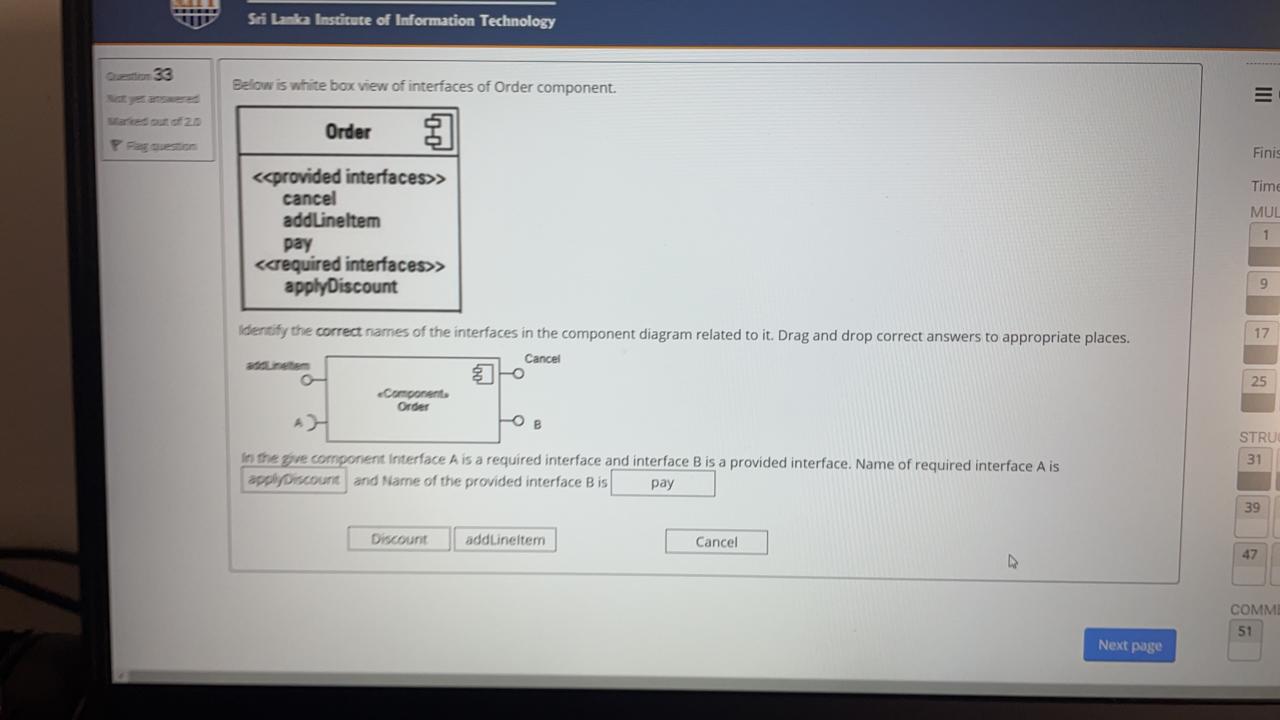 Sri Lanka Institute of Information Technology
Question 33
Not yet answered
Marked out of 2.0
Flag question
Below is white box view of interfaces of Order component.
Order
<<provided interfaces>>
cancel
addLineItem
pay
<<required interfaces>>
applyDiscount
Identify the correct names of the interfaces in the component diagram related to it. Drag and drop correct answers to appropriate places.
addLineItem
Cancel
«Component»
Order
A
B
In the give component Interface A is a required interface and interface B is a provided interface. Name of required interface A is
applyDiscount and Name of the provided interface B is pay
Discount addLineItem Cancel
Next page
Finis
Time
MUL
1
9
17
25
STRU
31
39
47
COMM
51